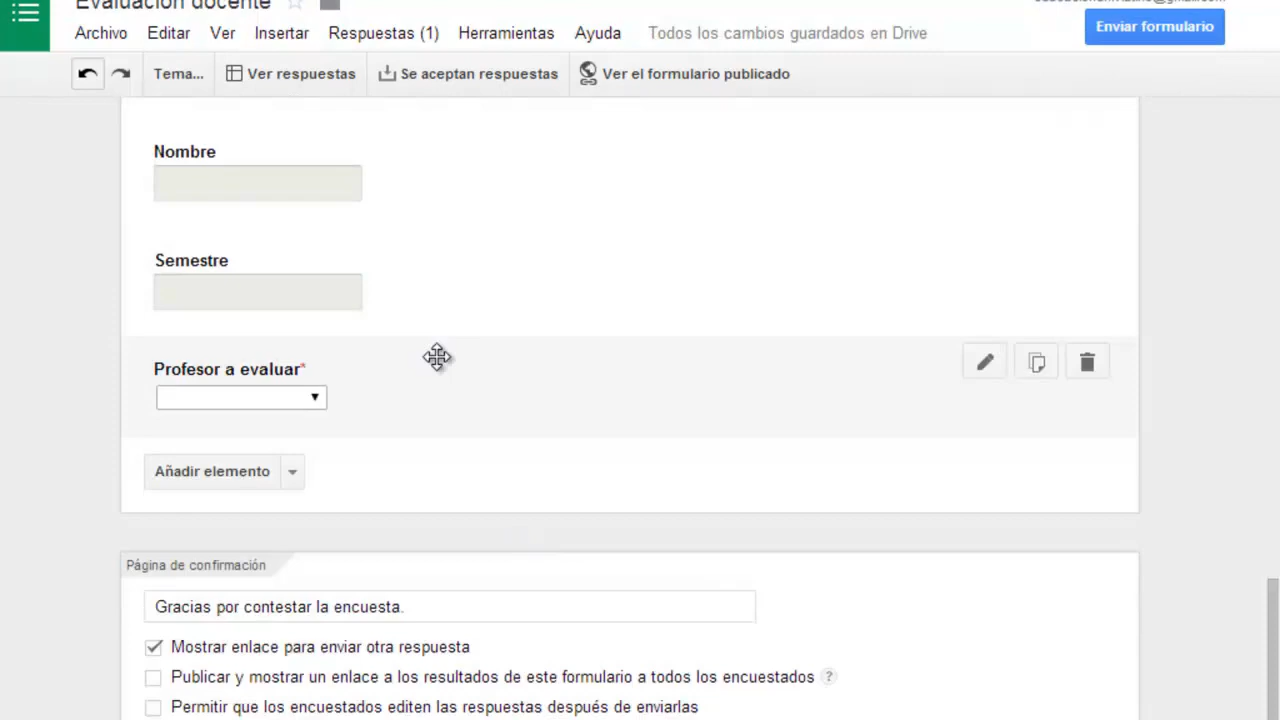 Evaluación docente
Archivo Editar Ver Insertar Respuestas (1) Herramientas Ayuda Todos los cambios guardados en Drive
Enviar formulario
Tema... Ver respuestas Se aceptan respuestas Ver el formulario publicado
Nombre
Semestre
Profesor a evaluar*
Añadir elemento
Página de confirmación
Gracias por contestar la encuesta.
Mostrar enlace para enviar otra respuesta
Publicar y mostrar un enlace a los resultados de este formulario a todos los encuestados ?
Permitir que los encuestados editen las respuestas después de enviarlas